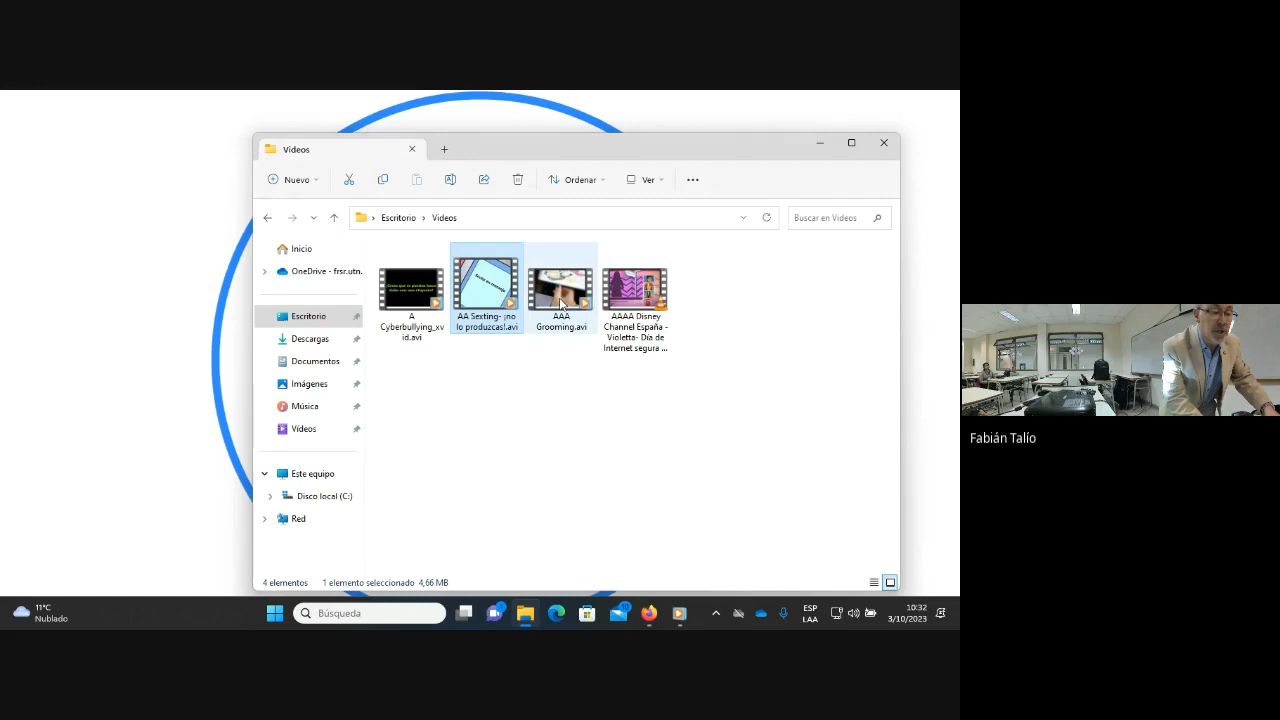 Videos
Nuevo
Ordenar
Ver
Escritorio
Videos
Buscar en Videos
Inicio
OneDrive - frsr.utn.
Escritorio
Descargas
Documentos
Imágenes
Música
Vídeos
Este equipo
Disco local (C:)
Red
A
Cyberbullying_xv
id.avi
AA Sexting- ¡no
lo produzcas!.avi
AAA
Grooming.avi
AAAA Disney
Channel España -
Violetta- Día de
Internet segura ...
4 elementos
1 elemento seleccionado 4,66 MB
11°C
Nublado
Búsqueda
ESP
LAA
10:32
3/10/2023
Fabián Talío